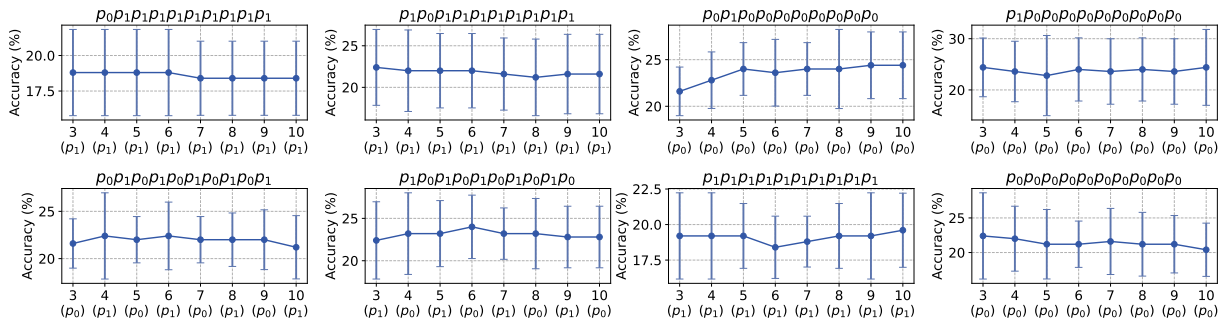 p₀p₁p₁p₁p₁p₁p₁p₁p₁p₁
Accuracy (%)
20.0
17.5
3 4 5 6 7 8 9 10
(p₁) (p₁) (p₁) (p₁) (p₁) (p₁) (p₁) (p₁)
p₁p₀p₁p₁p₁p₁p₁p₁p₁p₁
Accuracy (%)
25
20
3 4 5 6 7 8 9 10
(p₁) (p₁) (p₁) (p₁) (p₁) (p₁) (p₁) (p₁)
p₀p₁p₀p₀p₀p₀p₀p₀p₀p₀
Accuracy (%)
25
20
3 4 5 6 7 8 9 10
(p₀) (p₀) (p₀) (p₀) (p₀) (p₀) (p₀) (p₀)
p₁p₀p₀p₀p₀p₀p₀p₀p₀p₀
Accuracy (%)
30
20
3 4 5 6 7 8 9 10
(p₀) (p₀) (p₀) (p₀) (p₀) (p₀) (p₀) (p₀)
p₀p₁p₀p₁p₀p₁p₀p₁p₀p₁
Accuracy (%)
25
20
3 4 5 6 7 8 9 10
(p₀) (p₁) (p₀) (p₁) (p₀) (p₁) (p₀) (p₁)
p₁p₀p₁p₀p₁p₀p₁p₀p₁p₀
Accuracy (%)
25
20
3 4 5 6 7 8 9 10
(p₁) (p₀) (p₁) (p₀) (p₁) (p₀) (p₁) (p₀)
p₁p₁p₁p₁p₁p₁p₁p₁p₁p₁
Accuracy (%)
22.5
20.0
17.5
3 4 5 6 7 8 9 10
(p₁) (p₁) (p₁) (p₁) (p₁) (p₁) (p₁) (p₁)
p₀p₀p₀p₀p₀p₀p₀p₀p₀p₀
Accuracy (%)
25
20
3 4 5 6 7 8 9 10
(p₀) (p₀) (p₀) (p₀) (p₀) (p₀) (p₀) (p₀)